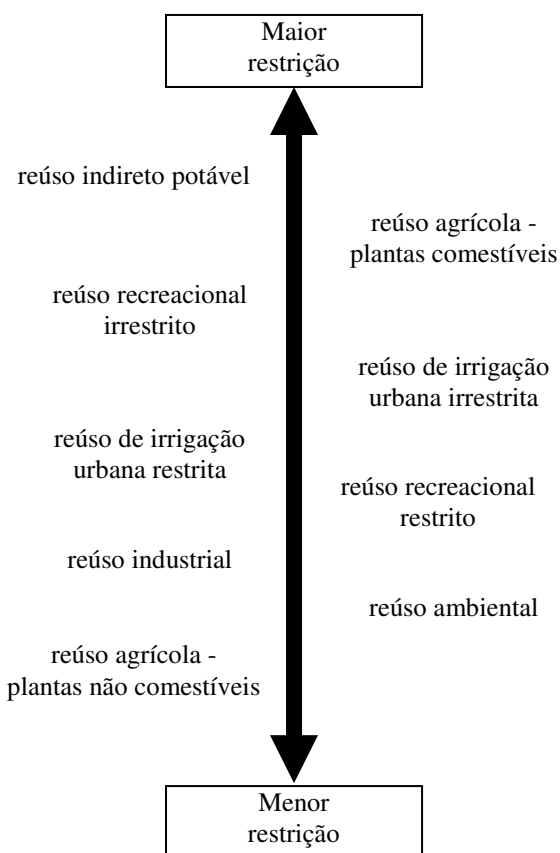 Maior
restrição
reúso indireto potável
reúso agrícola -
plantas comestíveis
reúso recreacional
irrestrito
reúso de irrigação
urbana irrestrita
reúso de irrigação
urbana restrita
reúso recreacional
restrito
reúso industrial
reúso ambiental
reúso agrícola -
plantas não comestíveis
Menor
restrição